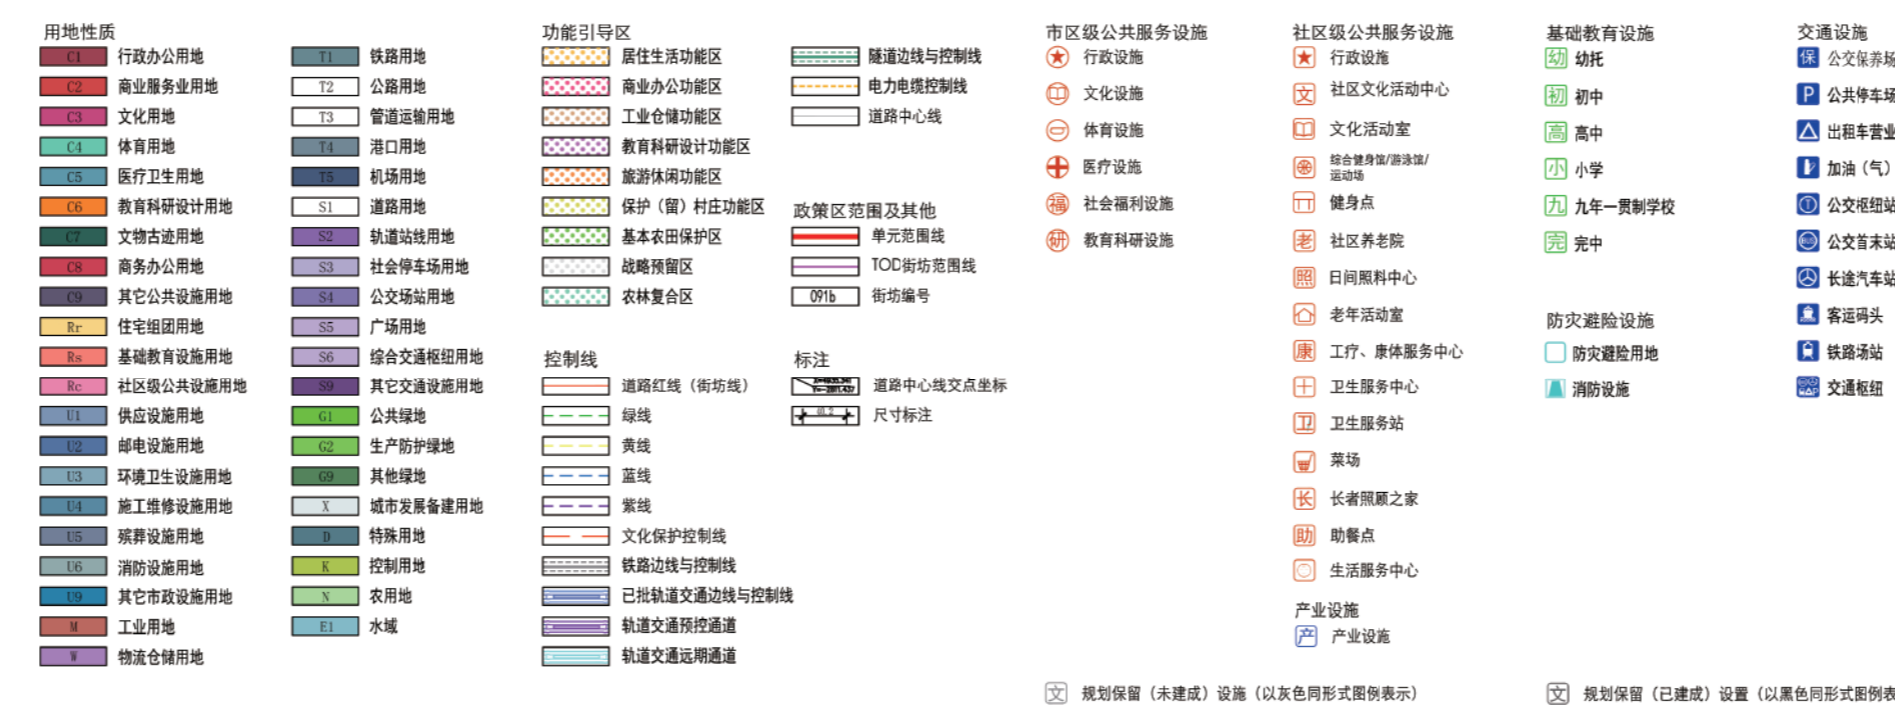 用地性质
C1 行政办公用地
C2 商业服务业用地
C3 文化用地
C4 体育用地
C5 医疗卫生用地
C6 教育科研设计用地
C7 文物古迹用地
C8 商务办公用地
C9 其它公共设施用地
Rr 住宅组团用地
Rs 基础教育设施用地
Rc 社区级公共设施用地
U1 供应设施用地
U2 邮电设施用地
U3 环境卫生设施用地
U4 施工维修设施用地
U5 殡葬设施用地
U6 消防设施用地
U9 其它市政设施用地
M 工业用地
W 物流仓储用地
T1 铁路用地
T2 公路用地
T3 管道运输用地
T4 港口用地
T5 机场用地
S1 道路用地
S2 轨道站线用地
S3 社会停车场用地
S4 公交场站用地
S5 广场用地
S6 综合交通枢纽用地
S9 其它交通设施用地
G1 公共绿地
G2 生产防护绿地
G9 其他绿地
X 城市发展备建用地
D 特殊用地
K 控制用地
N 农用地
E1 水域
功能引导区
居住生活功能区
商业办公功能区
工业仓储功能区
教育科研设计功能区
旅游休闲功能区
保护（留）村庄功能区
基本农田保护区
战略预留区
农林复合区
控制线
道路红线（街坊线）
绿线
黄线
蓝线
紫线
文化保护控制线
铁路边线与控制线
已批轨道交通边线与控制线
轨道交通预控通道
轨道交通远期通道
隧道边线与控制线
电力电缆控制线
道路中心线
政策区范围及其他
单元范围线
TOD街坊范围线
091b 街坊编号
标注
道路中心线交点坐标
40.2 尺寸标注
市区级公共服务设施
行政设施
文化设施
体育设施
医疗设施
福 社会福利设施
研 教育科研设施
社区级公共服务设施
行政设施
文 社区文化活动中心
文化活动室
综合健身馆/游泳馆/
运动场
健身点
老 社区养老院
照 日间照料中心
老年活动室
康 工疗、康体服务中心
卫生服务中心
卫 卫生服务站
菜场
长 长者照顾之家
助 助餐点
生活服务中心
产业设施
产 产业设施
基础教育设施
幼 幼托
初 初中
高 高中
小 小学
九 九年一贯制学校
完 完中
防灾避险设施
防灾避险用地
消防设施
交通设施
保 公交保养场
P 公共停车场
出租车营业
加油（气）
公交枢纽站
BUS 公交首末站
长途汽车站
客运码头
铁路场站
交通枢纽
文 规划保留（未建成）设施（以灰色同形式图例表示）
文 规划保留（已建成）设置（以黑色同形式图例表